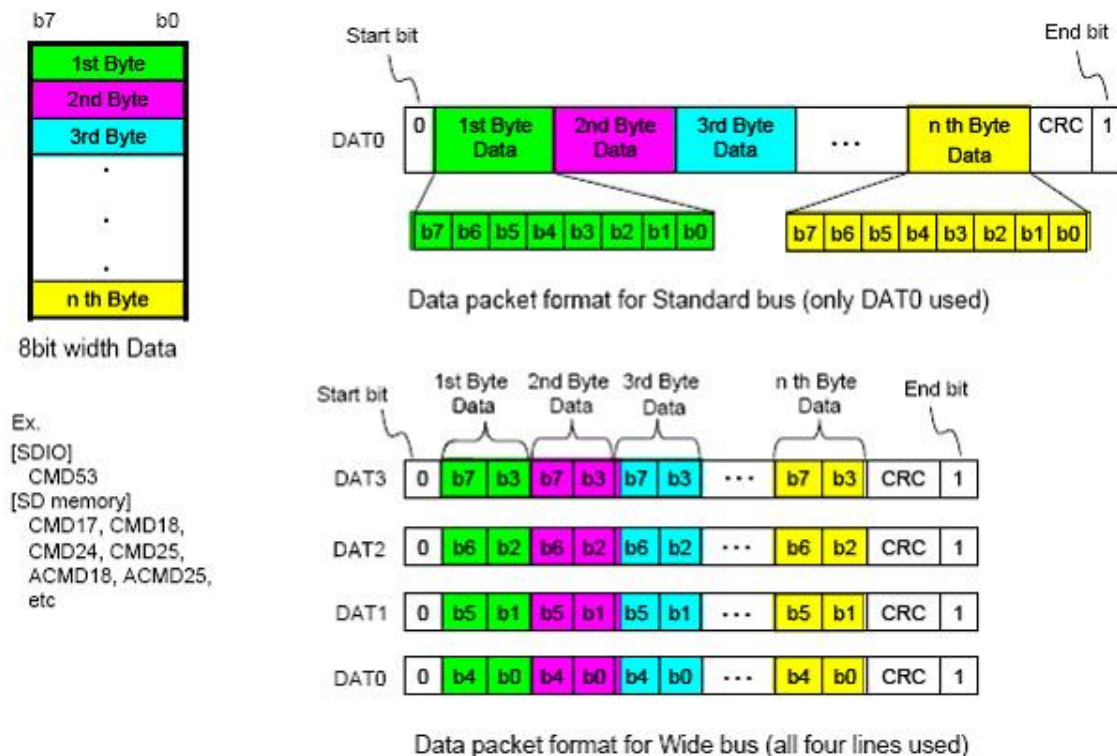 b7 b0
1st Byte
2nd Byte
3rd Byte
.
.
.
n th Byte
8bit width Data
Ex.
[SDIO]
CMD53
[SD memory]
CMD17, CMD18,
CMD24, CMD25,
ACMD18, ACMD25,
etc
Start bit
End bit
DAT0 0 1st Byte Data 2nd Byte Data 3rd Byte Data ... n th Byte Data CRC 1
b7 b6 b5 b4 b3 b2 b1 b0 b7 b6 b5 b4 b3 b2 b1 b0
Data packet format for Standard bus (only DAT0 used)
Start bit 1st Byte Data 2nd Byte Data 3rd Byte Data n th Byte Data End bit
DAT3 0 b7 b3 b7 b3 b7 b3 ... b7 b3 CRC 1
DAT2 0 b6 b2 b6 b2 b6 b2 ... b6 b2 CRC 1
DAT1 0 b5 b1 b5 b1 b5 b1 ... b5 b1 CRC 1
DAT0 0 b4 b0 b4 b0 b4 b0 ... b4 b0 CRC 1
Data packet format for Wide bus (all four lines used)